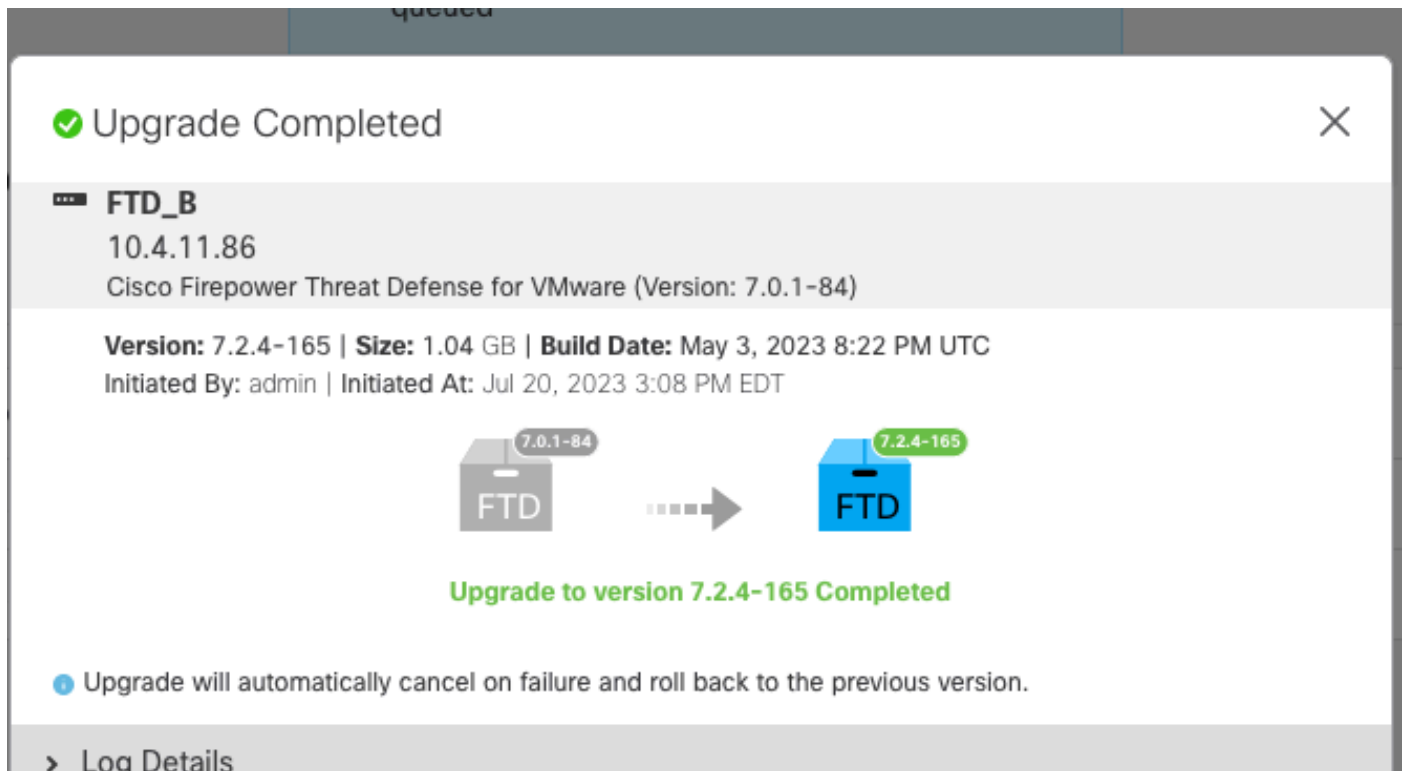 queued
Upgrade Completed
FTD_B
10.4.11.86
Cisco Firepower Threat Defense for VMware (Version: 7.0.1-84)
Version: 7.2.4-165 | Size: 1.04 GB | Build Date: May 3, 2023 8:22 PM UTC
Initiated By: admin | Initiated At: Jul 20, 2023 3:08 PM EDT
7.0.1-84
7.2.4-165
FTD
FTD
Upgrade to version 7.2.4-165 Completed
Upgrade will automatically cancel on failure and roll back to the previous version.
Log Details